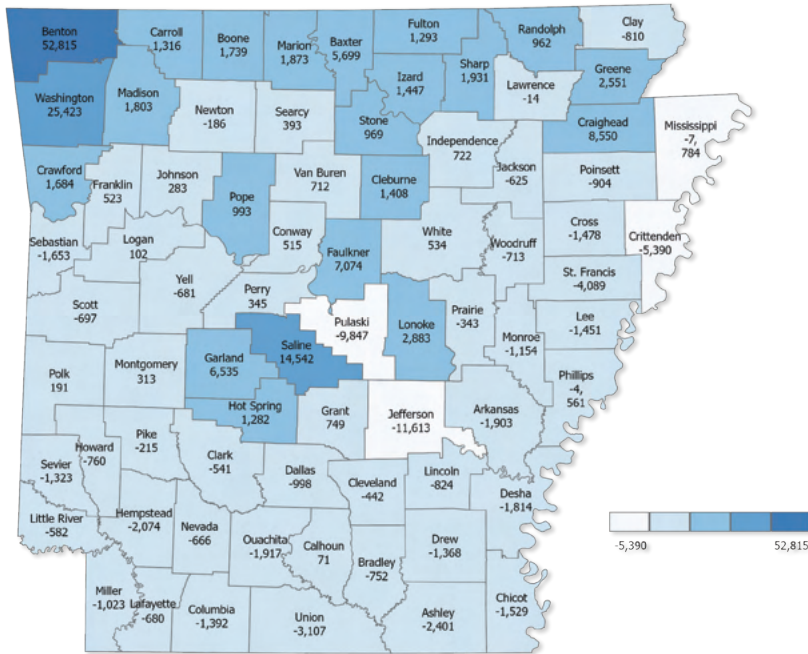 Benton
52,815
Carroll
1,316
Boone
1,739
Marion
1,873
Baxter
5,699
Fulton
1,293
Randolph
962
Clay
-810
Izard
1,447
Sharp
1,931
Lawrence
-14
Greene
2,551
Washington
25,423
Madison
1,803
Newton
-186
Searcy
393
Stone
969
Independence
722
Craighead
8,550
Mississippi
-7,
784
Crawford
1,684
Franklin
523
Johnson
283
Pope
993
Van Buren
712
Cleburne
1,408
Jackson
-625
Poinsett
-904
Sebastian
-1,653
Logan
102
Conway
515
Faulkner
7,074
White
534
Woodruff
-713
Cross
-1,478
Crittenden
-5,390
St. Francis
-4,089
Scott
-697
Yell
-681
Perry
345
Pulaski
-9,847
Lonoke
2,883
Prairie
-343
Monroe
-1,154
Lee
-1,451
Polk
191
Montgomery
313
Garland
6,535
Saline
14,542
Phillips
-4,
561
Hot Spring
1,282
Grant
749
Jefferson
-11,613
Arkansas
-1,903
Sevier
-1,323
Howard
-760
Pike
-215
Clark
-541
Dallas
-998
Cleveland
-442
Lincoln
-824
Desha
-1,814
Little River
-582
Hempstead
-2,074
Nevada
-666
Ouachita
-1,917
Calhoun
71
Bradley
-752
Drew
-1,368
Miller
-1,023
Lafayette
-680
Columbia
-1,392
Union
-3,107
Ashley
-2,401
Chicot
-1,529
-5,390
52,815